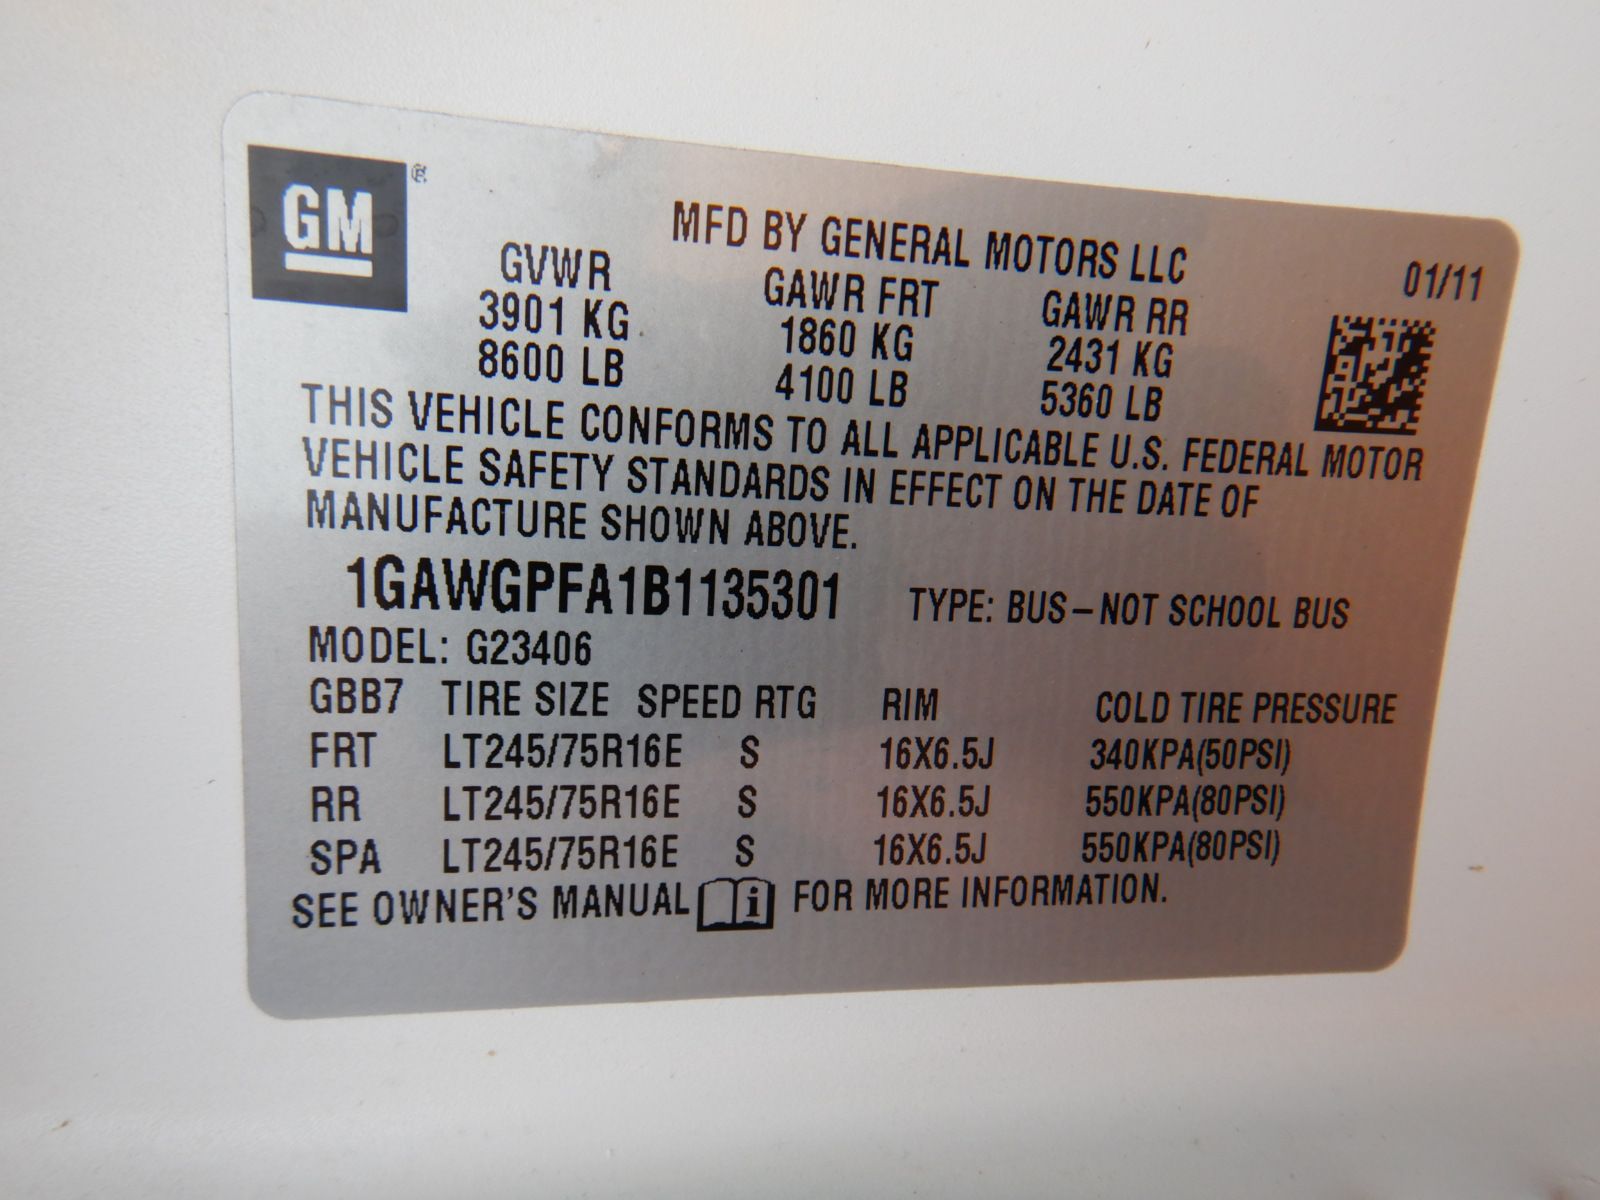 GM
MFD BY GENERAL MOTORS LLC
01/11
GVWR GAWR FRT GAWR RR
3901 KG 1860 KG 2431 KG
8600 LB 4100 LB 5360 LB
THIS VEHICLE CONFORMS TO ALL APPLICABLE U.S. FEDERAL MOTOR
VEHICLE SAFETY STANDARDS IN EFFECT ON THE DATE OF
MANUFACTURE SHOWN ABOVE.
1GAWGPFA1B1135301 TYPE: BUS–NOT SCHOOL BUS
MODEL: G23406
GBB7 TIRE SIZE SPEED RTG RIM COLD TIRE PRESSURE
FRT LT245/75R16E S 16X6.5J 340KPA(50PSI)
RR LT245/75R16E S 16X6.5J 550KPA(80PSI)
SPA LT245/75R16E S 16X6.5J 550KPA(80PSI)
SEE OWNER'S MANUAL i FOR MORE INFORMATION.